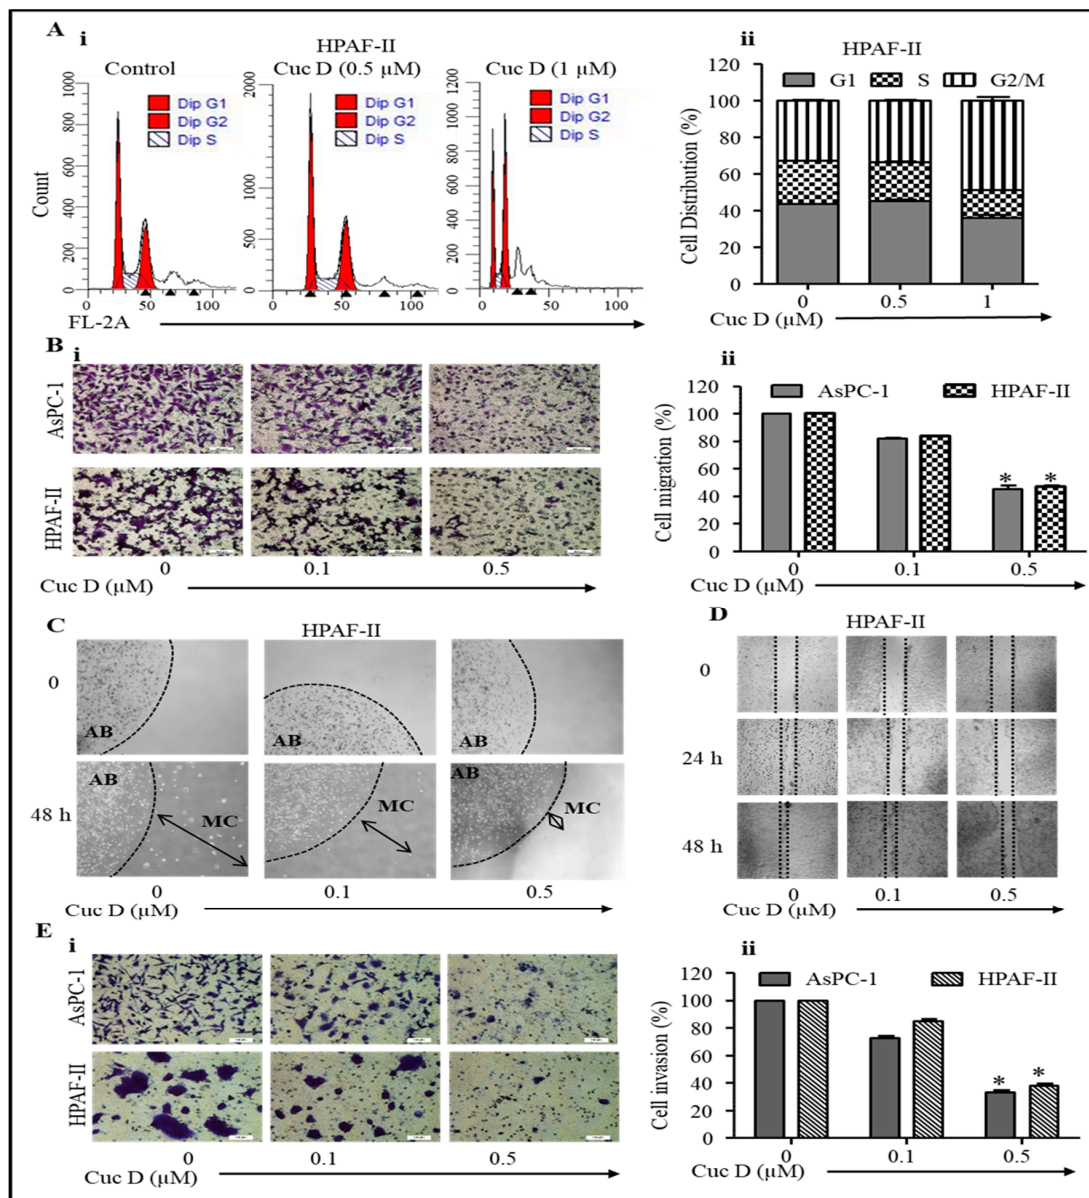 A
i
HPAF-II
Control
Cuc D (0.5 µM)
Cuc D (1 µM)
Dip G1
Dip G2
Dip S
Dip G1
Dip G2
Dip S
Dip G1
Dip G2
Dip S
Count
0 200 400 600 800 1000
0 500 1000 1500 2000
0 200 400 600 800 1000 1200
0 50 100
0 50 100
0 50 100
FL-2A
ii
HPAF-II
G1 S G2/M
Cell Distribution (%)
120
100
80
60
40
20
0
0 0.5 1
Cuc D (µM)
B
i
AsPC-1
HPAF-II
0 0.1 0.5
Cuc D (µM)
ii
AsPC-1 HPAF-II
Cell migration (%)
120
100
80
60
40
20
0
* *
0 0.1 0.5
Cuc D (µM)
C
HPAF-II
0
AB AB AB
48 h
AB MC
MC
AB MC
0 0.1 0.5
Cuc D (µM)
D
HPAF-II
0
24 h
48 h
0 0.1 0.5
Cuc D (µM)
E
i
AsPC-1
HPAF-II
0 0.1 0.5
Cuc D (µM)
ii
AsPC-1 HPAF-II
Cell invasion (%)
120
100
80
60
40
20
0
* *
0 0.1 0.5
Cuc D (µM)